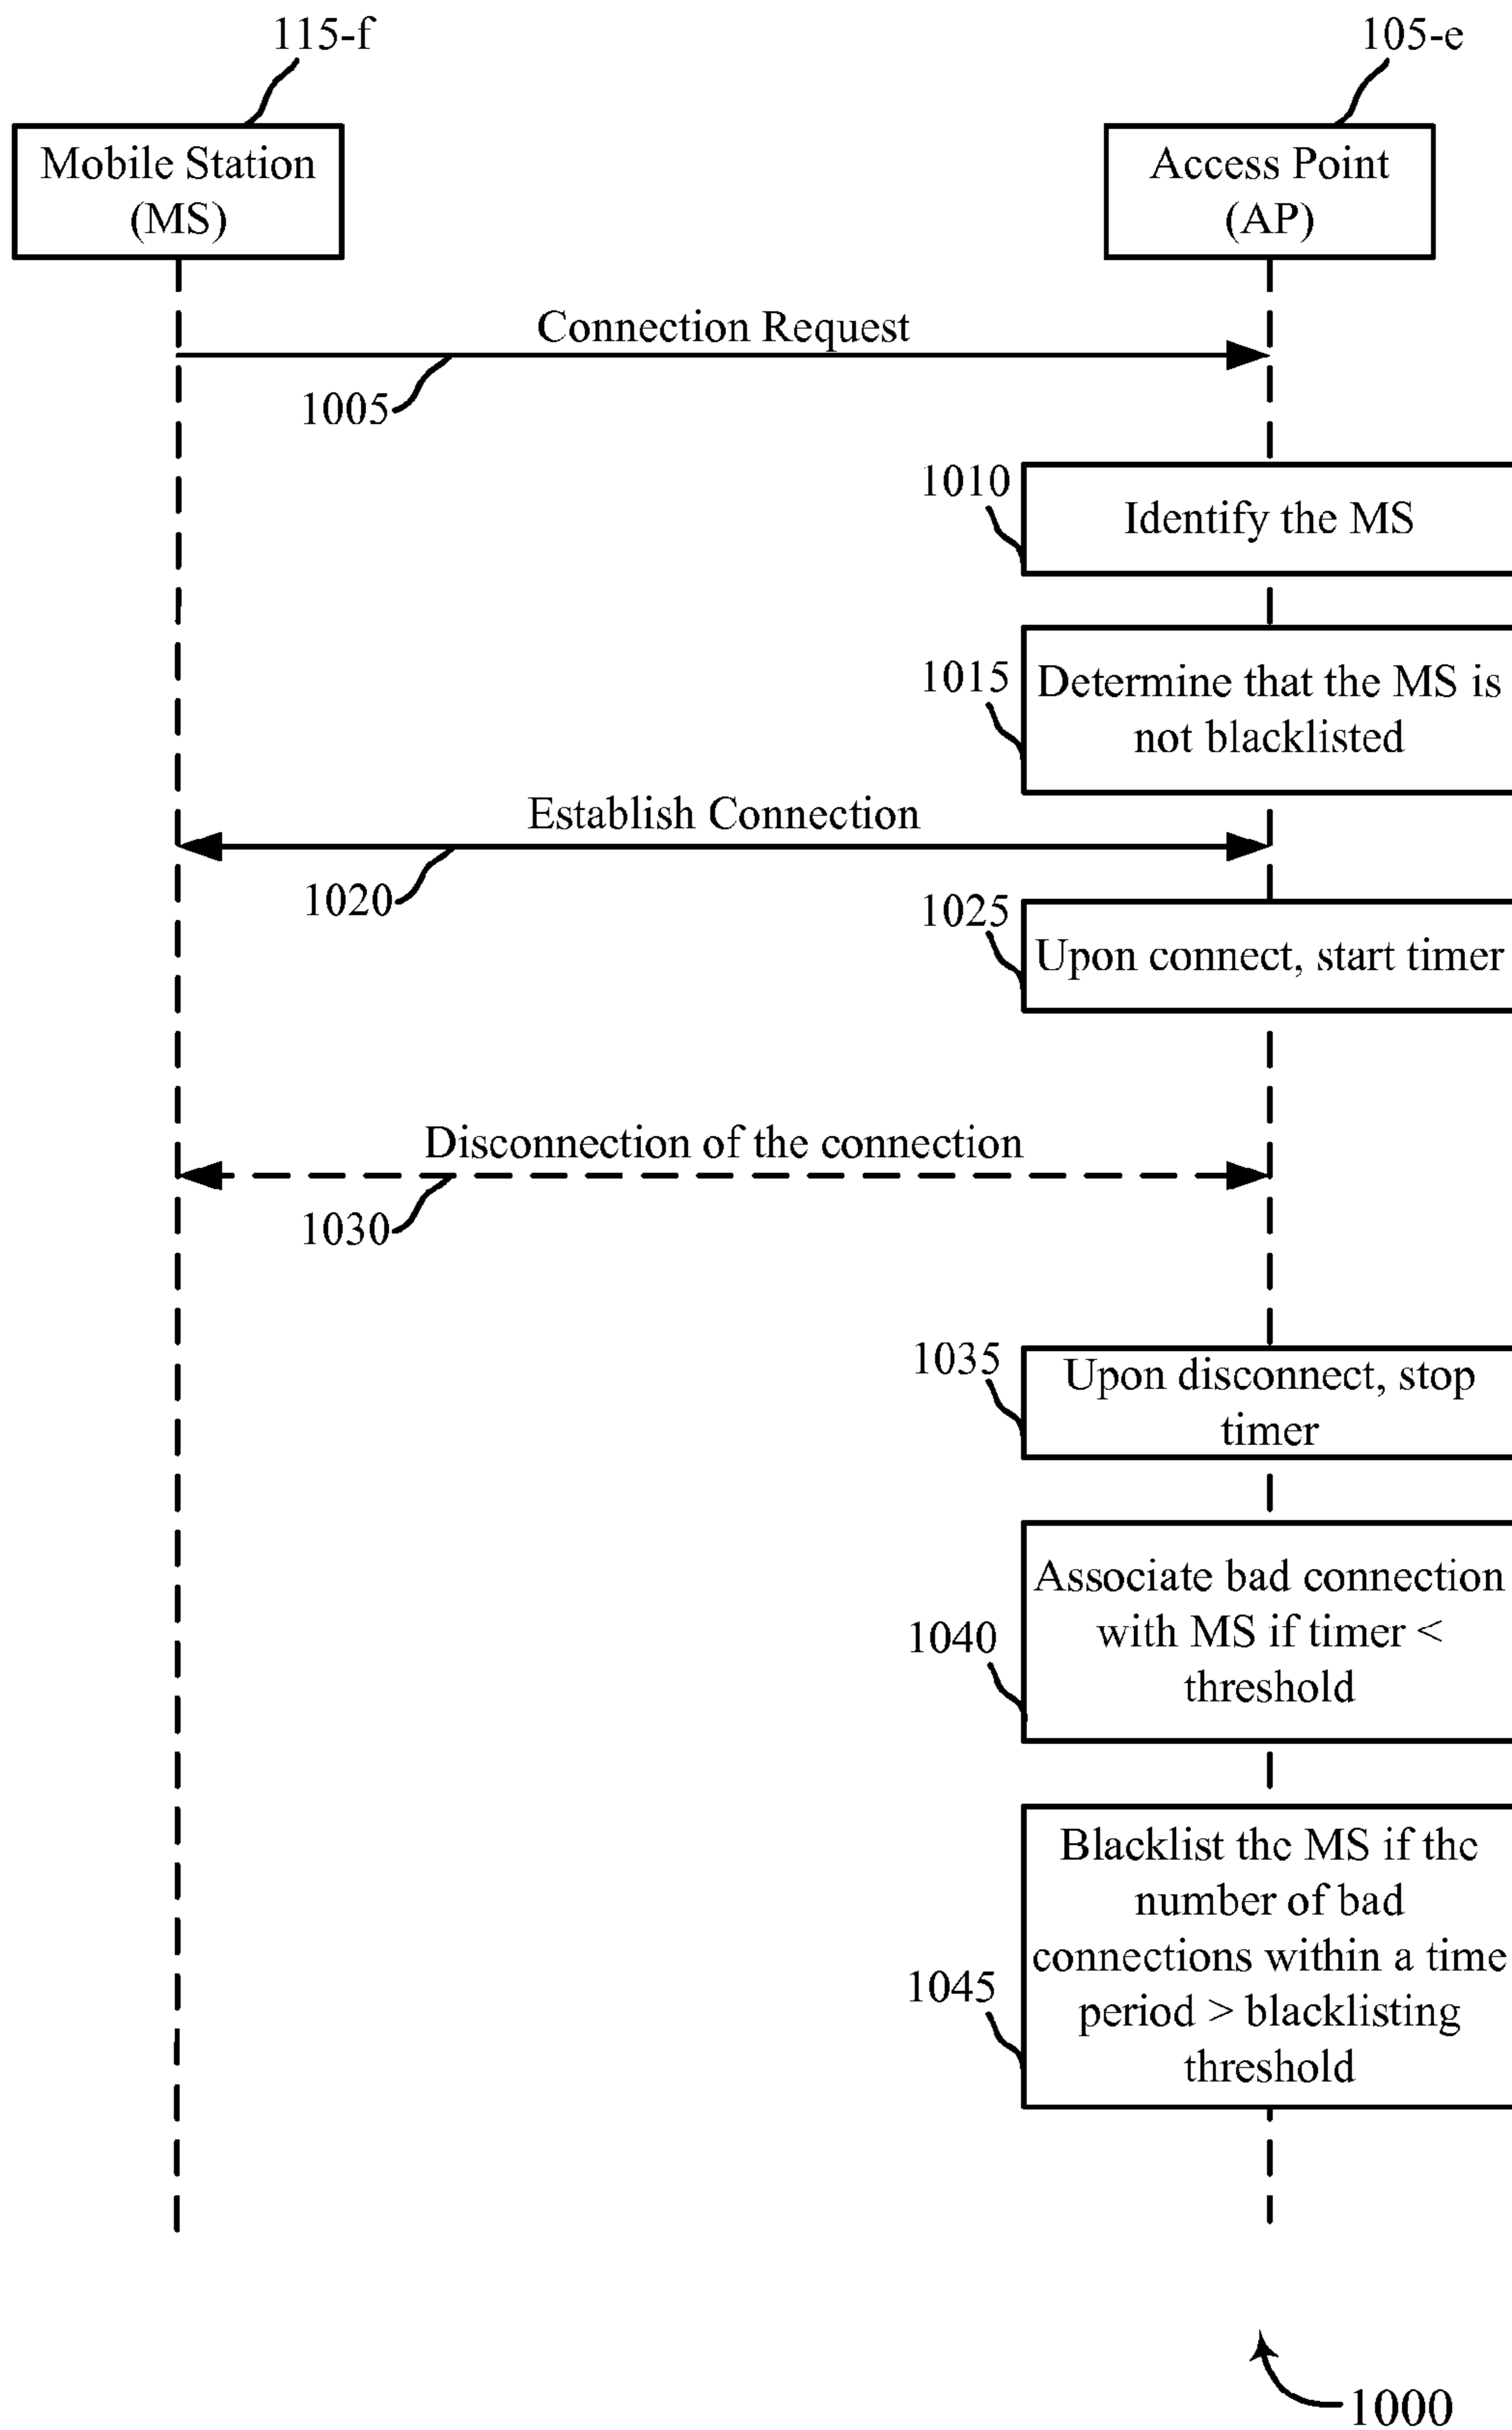 115-f
105-e
Mobile Station
(MS)
Access Point
(AP)
Connection Request
1005
1010
Identify the MS
1015
Determine that the MS is
not blacklisted
Establish Connection
1020
1025
Upon connect, start timer
Disconnection of the connection
1030
1035
Upon disconnect, stop
timer
Associate bad connection
1040
with MS if timer <
threshold
Blacklist the MS if the
number of bad
connections within a time
1045
period > blacklisting
threshold
1000